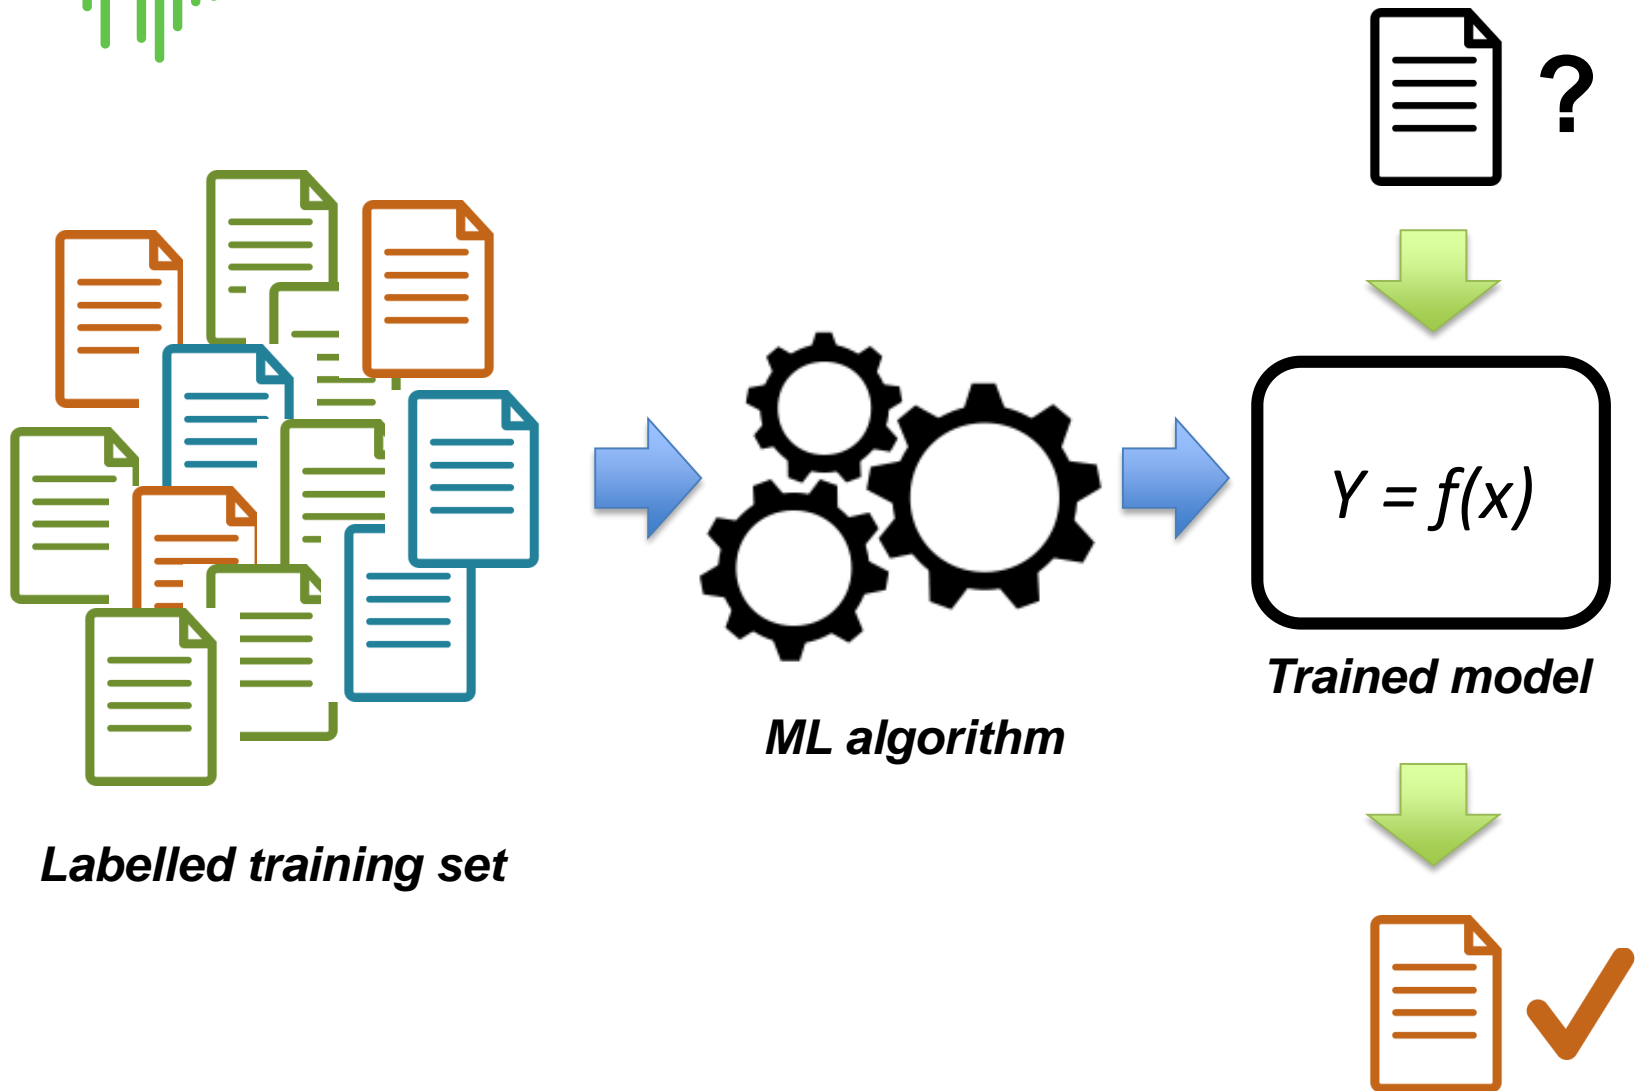 ?
Y = f(x)
Trained model
ML algorithm
Labelled training set